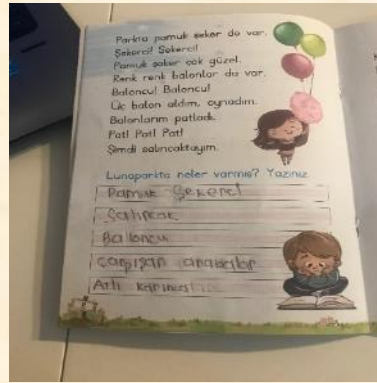 Parkta pamuk şeker de var.
Şekerci! Şekerci!
Pamuk şeker çok güzel.
Renk renk balonlar da var.
Baloncu! Baloncu!
Üç balon aldım, oynadım.
Balonlarım patladı.
Pat! Pat! Pat!
Şimdi salıncaktayım.
Lunaparkta neler varmış? Yazınız.
Pamuk Şekerci
Salıncak
Baloncu
çarpışan arabalar
Atlı karınca